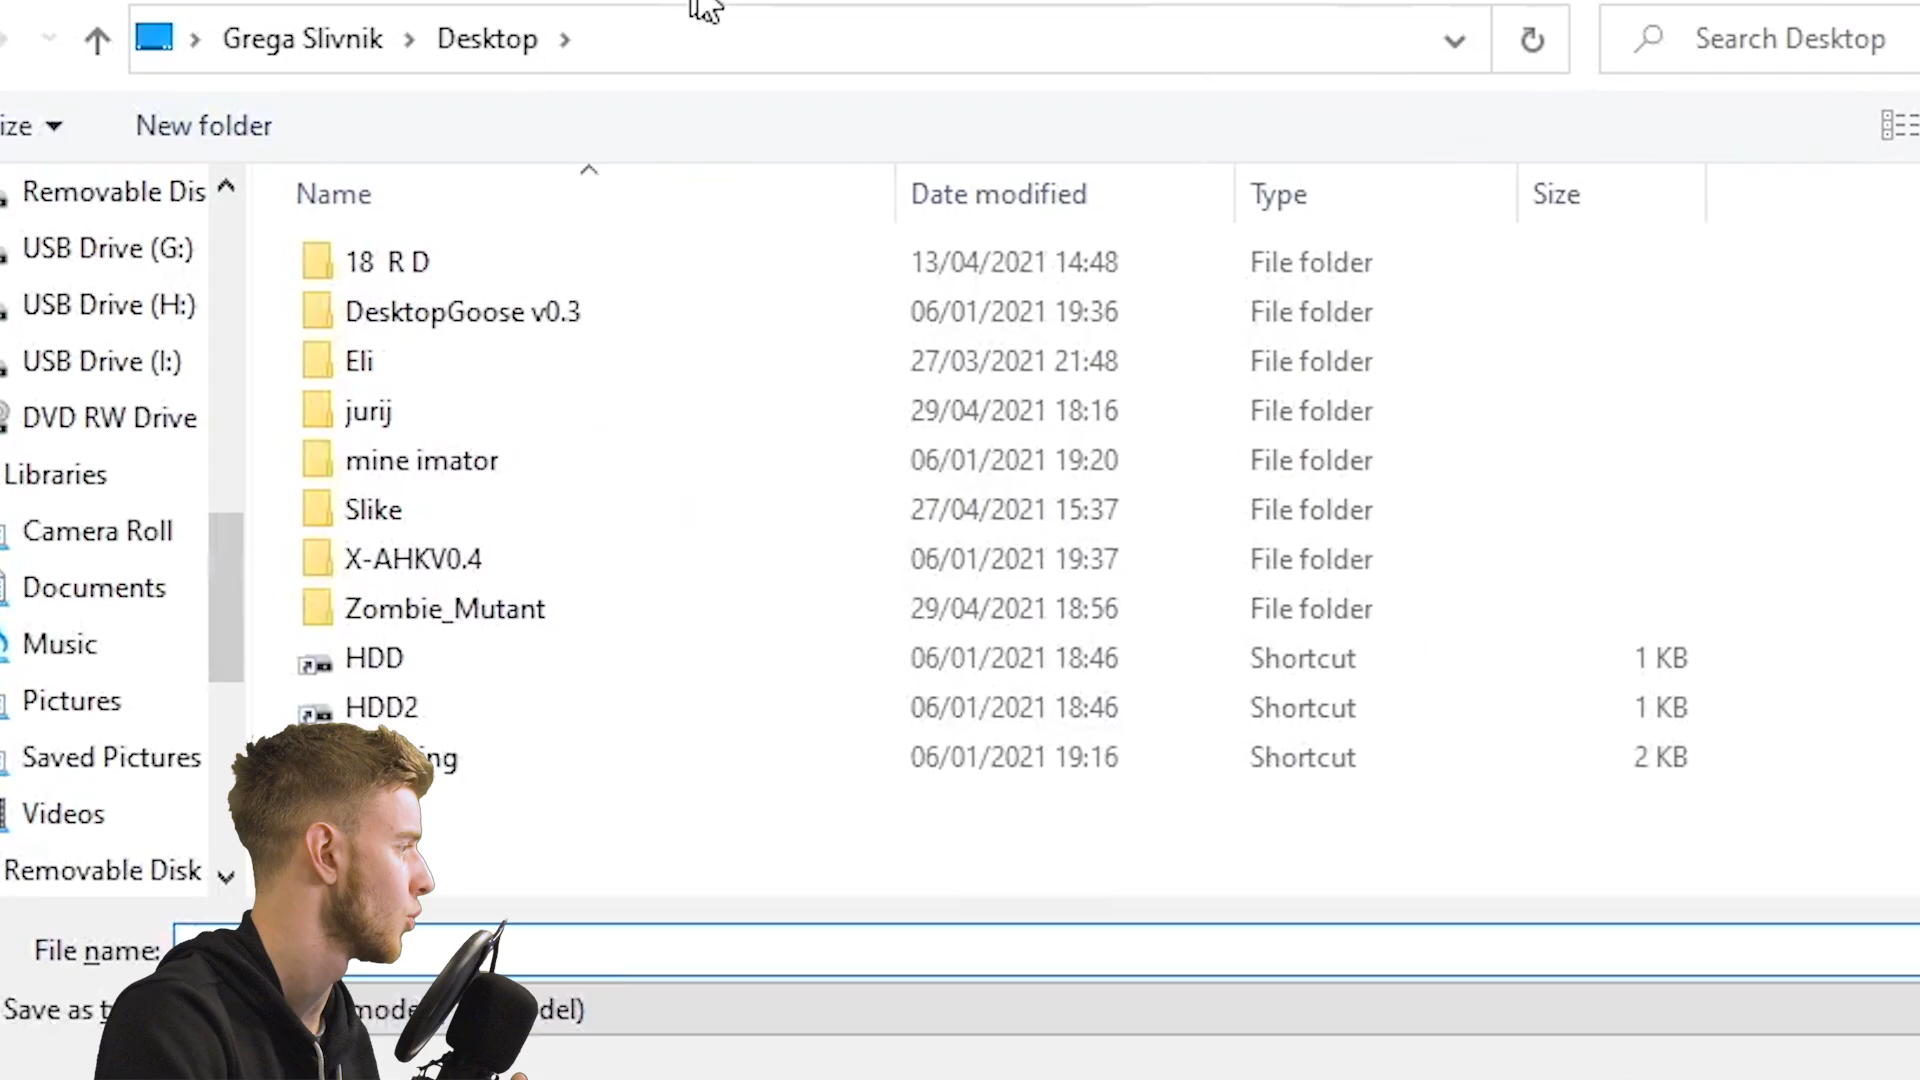 Grega Slivnik Desktop Search Desktop
New folder
Name Date modified Type Size
Removable Dis
USB Drive (G:)
USB Drive (H:)
USB Drive (I:)
DVD RW Drive
Libraries
Camera Roll
Documents
Music
Pictures
Saved Pictures
Videos
Removable Disk
18 R D 13/04/2021 14:48 File folder
DesktopGoose v0.3 06/01/2021 19:36 File folder
Eli 27/03/2021 21:48 File folder
jurij 29/04/2021 18:16 File folder
mine imator 06/01/2021 19:20 File folder
Slike 27/04/2021 15:37 File folder
X-AHKV0.4 06/01/2021 19:37 File folder
Zombie_Mutant 29/04/2021 18:56 File folder
HDD 06/01/2021 18:46 Shortcut 1 KB
HDD2 06/01/2021 18:46 Shortcut 1 KB
06/01/2021 19:16 Shortcut 2 KB
File name:
Save as